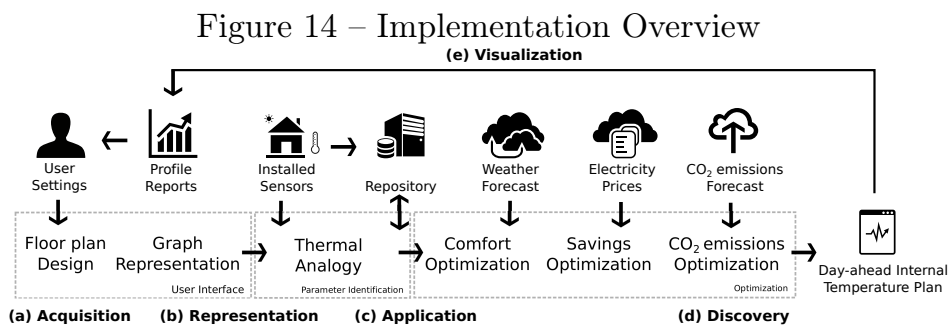 Figure 14 – Implementation Overview
(e) Visualization
User
Settings
Profile
Reports
Installed
Sensors
Repository
Weather
Forecast
Electricity
Prices
CO₂ emissions
Forecast
Floor plan
Design
Graph
Representation
User Interface
Thermal
Analogy
Parameter Identification
Comfort
Optimization
Savings
Optimization
CO₂ emissions
Optimization
Optimization
Day-ahead Internal
Temperature Plan
(a) Acquisition
(b) Representation
(c) Application
(d) Discovery